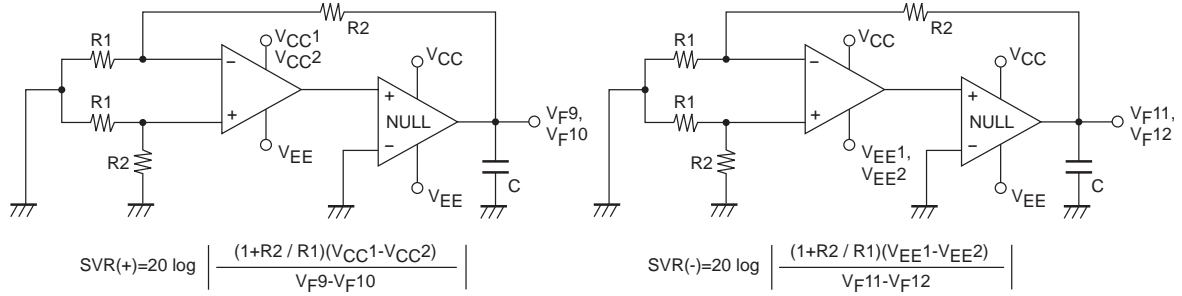 R2
R1
VCC1
VCC2
−
+
R1
VEE
R2
VCC
+
NULL
−
VEE
VF9,
VF10
C
SVR(+)=20 log | (1+R2 / R1)(VCC1-VCC2)
VF9-VF10 |
R2
R1
VCC
−
+
R1
VEE1,
VEE2
R2
VCC
+
NULL
−
VEE
VF11,
VF12
C
SVR(-)=20 log | (1+R2 / R1)(VEE1-VEE2)
VF11-VF12 |